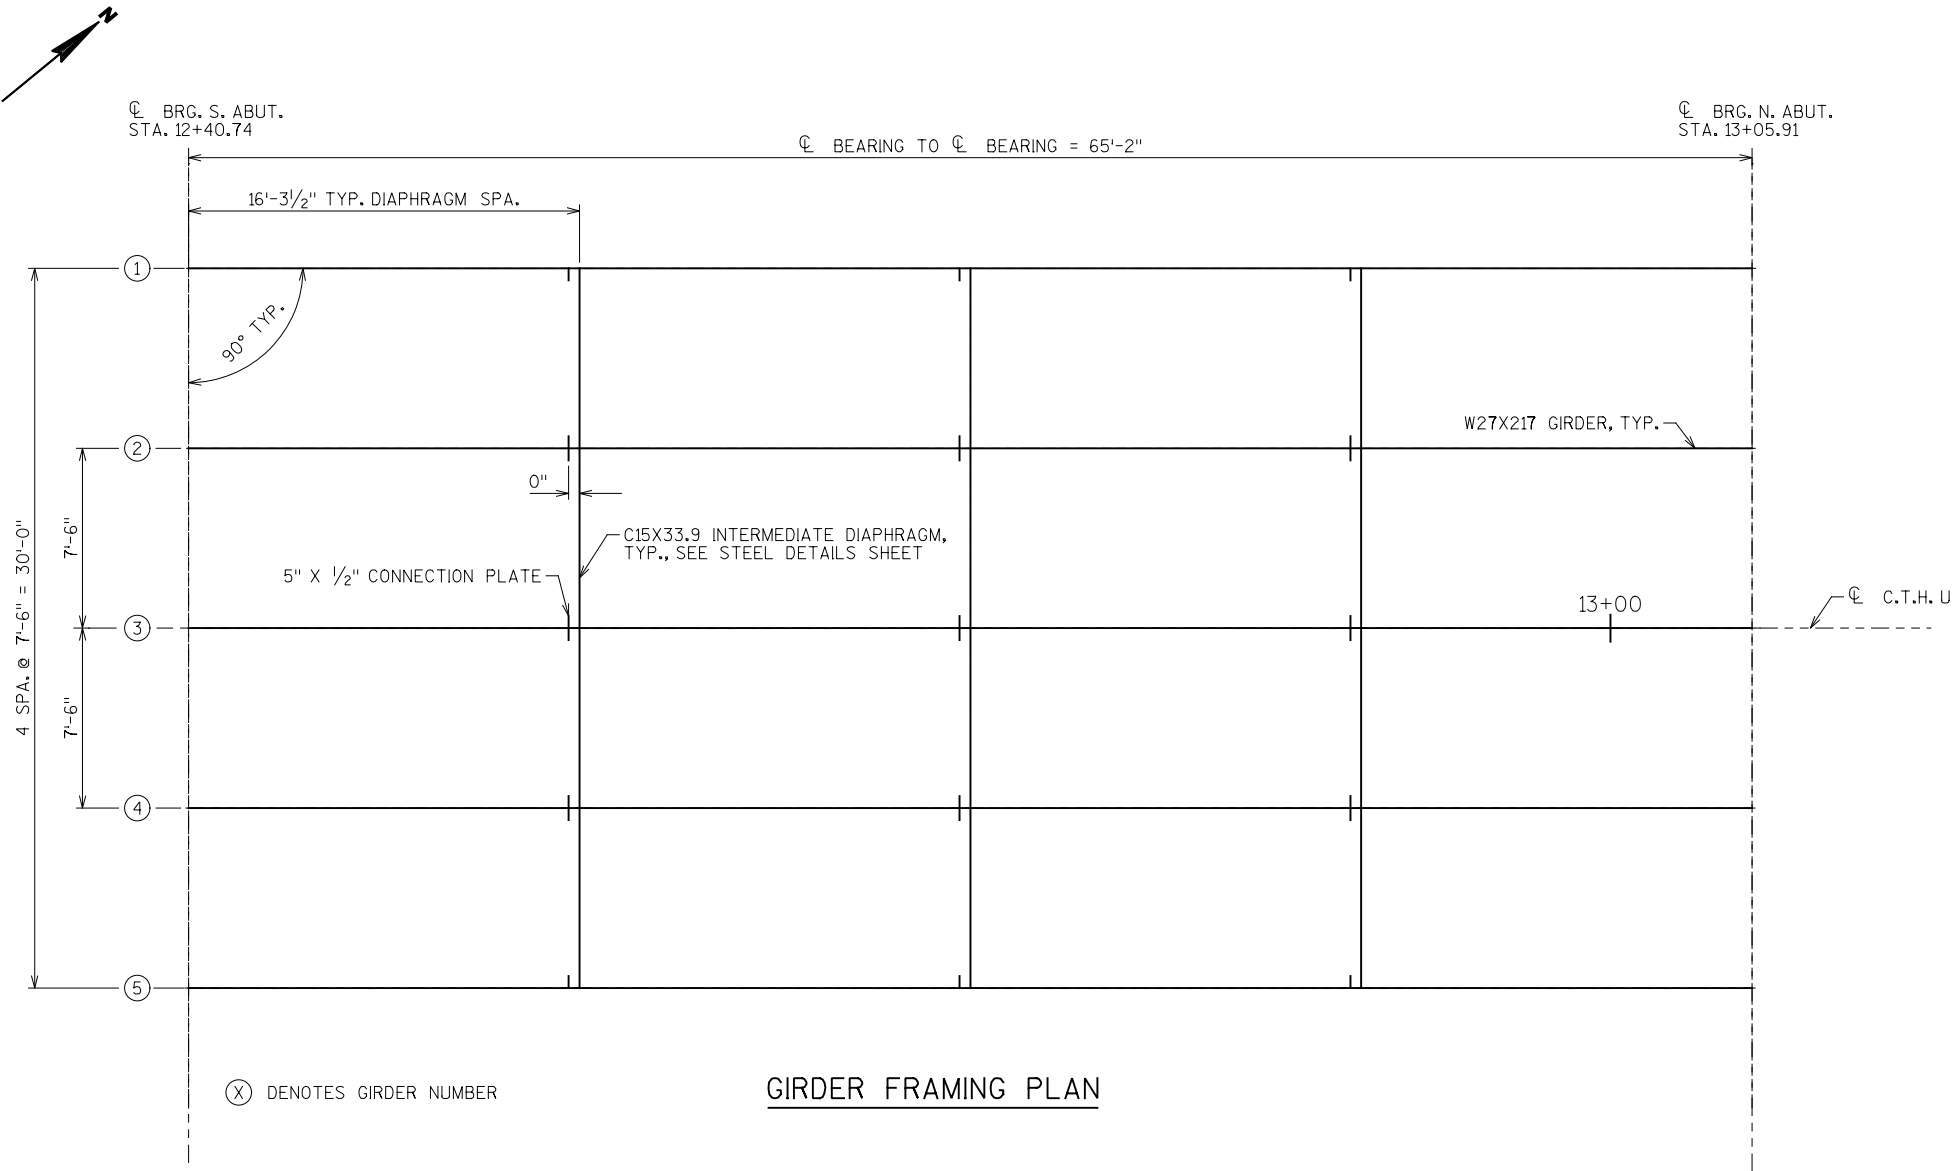 N
℄ BRG. S. ABUT.
STA. 12+40.74
℄ BRG. N. ABUT.
STA. 13+05.91
℄ BEARING TO ℄ BEARING = 65'-2"
16'-3½" TYP. DIAPHRAGM SPA.
1
90° TYP.
W27X217 GIRDER, TYP.
2
0"
4 SPA. @ 7'-6" = 30'-0"
7'-6"
C15X33.9 INTERMEDIATE DIAPHRAGM,
TYP., SEE STEEL DETAILS SHEET
5" X ½" CONNECTION PLATE
13+00
℄ C.T.H. U
3
7'-6"
4
5
X DENOTES GIRDER NUMBER
GIRDER FRAMING PLAN